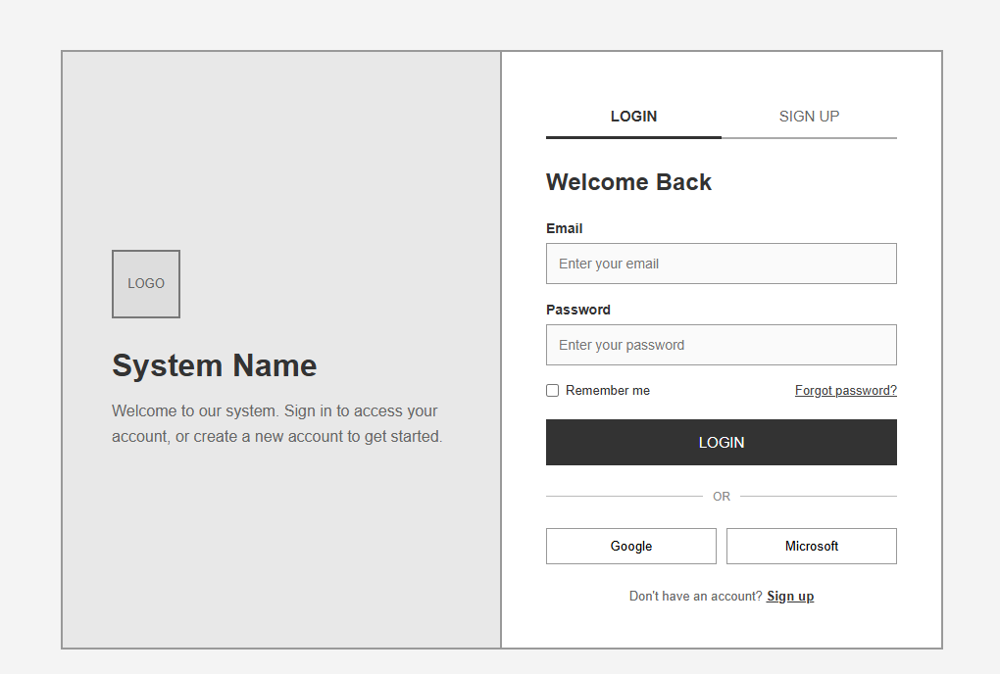 LOGO
System Name
Welcome to our system. Sign in to access your
account, or create a new account to get started.
LOGIN
SIGN UP
Welcome Back
Email
Enter your email
Password
Enter your password
Remember me
Forgot password?
LOGIN
OR
Google
Microsoft
Don't have an account? Sign up